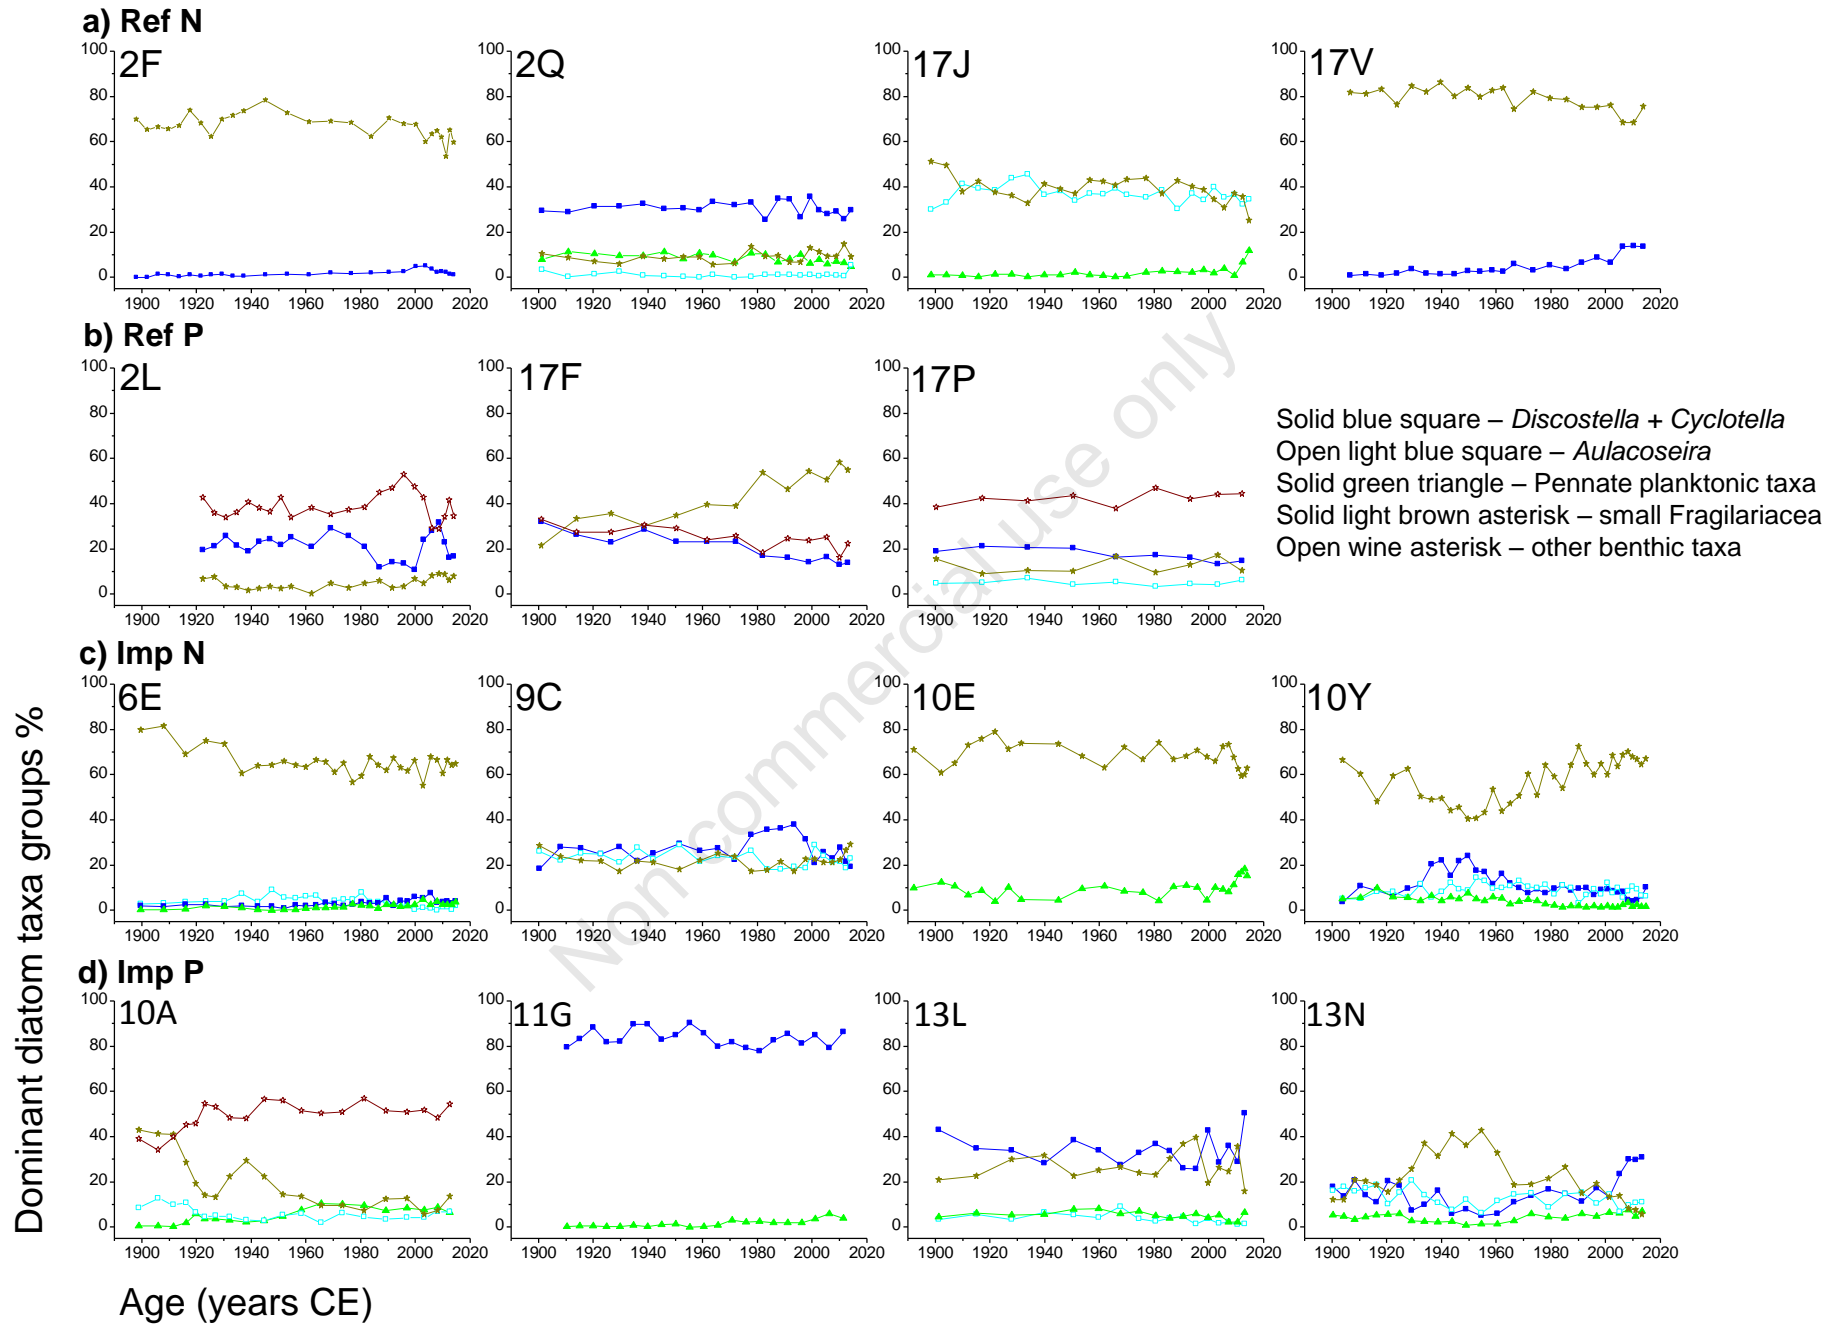 a) Ref N
2F
2Q
17J
17V
100 100 100 100
80 80 80 80
60 60 60 60
40 40 40 40
20 20 20 20
0 0 0 0
1900 1920 1940 1960 1980 2000 2020 1900 1920 1940 1960 1980 2000 2020 1900 1920 1940 1960 1980 2000 2020 1900 1920 1940 1960 1980 2000 2020
b) Ref P
2L
17F
17P
100 100 100
80 80 80
60 60 60
40 40 40
20 20 20
0 0 0
1900 1920 1940 1960 1980 2000 2020 1900 1920 1940 1960 1980 2000 2020 1900 1920 1940 1960 1980 2000 2020
Solid blue square – Discostella + Cyclotella
Open light blue square – Aulacoseira
Solid green triangle – Pennate planktonic taxa
Solid light brown asterisk – small Fragilariacea
Open wine asterisk – other benthic taxa
c) Imp N
6E
9C
10E
10Y
100 100 100 100
80 80 80 80
60 60 60 60
40 40 40 40
20 20 20 20
0 0 0 0
1900 1920 1940 1960 1980 2000 2020 1900 1920 1940 1960 1980 2000 2020 1900 1920 1940 1960 1980 2000 2020 1900 1920 1940 1960 1980 2000 2020
d) Imp P
10A
11G
13L
13N
100 100 100 100
80 80 80 80
60 60 60 60
40 40 40 40
20 20 20 20
0 0 0 0
1900 1920 1940 1960 1980 2000 2020 1900 1920 1940 1960 1980 2000 2020 1900 1920 1940 1960 1980 2000 2020 1900 1920 1940 1960 1980 2000 2020
Dominant diatom taxa groups %
Age (years CE)
Non commercial use only